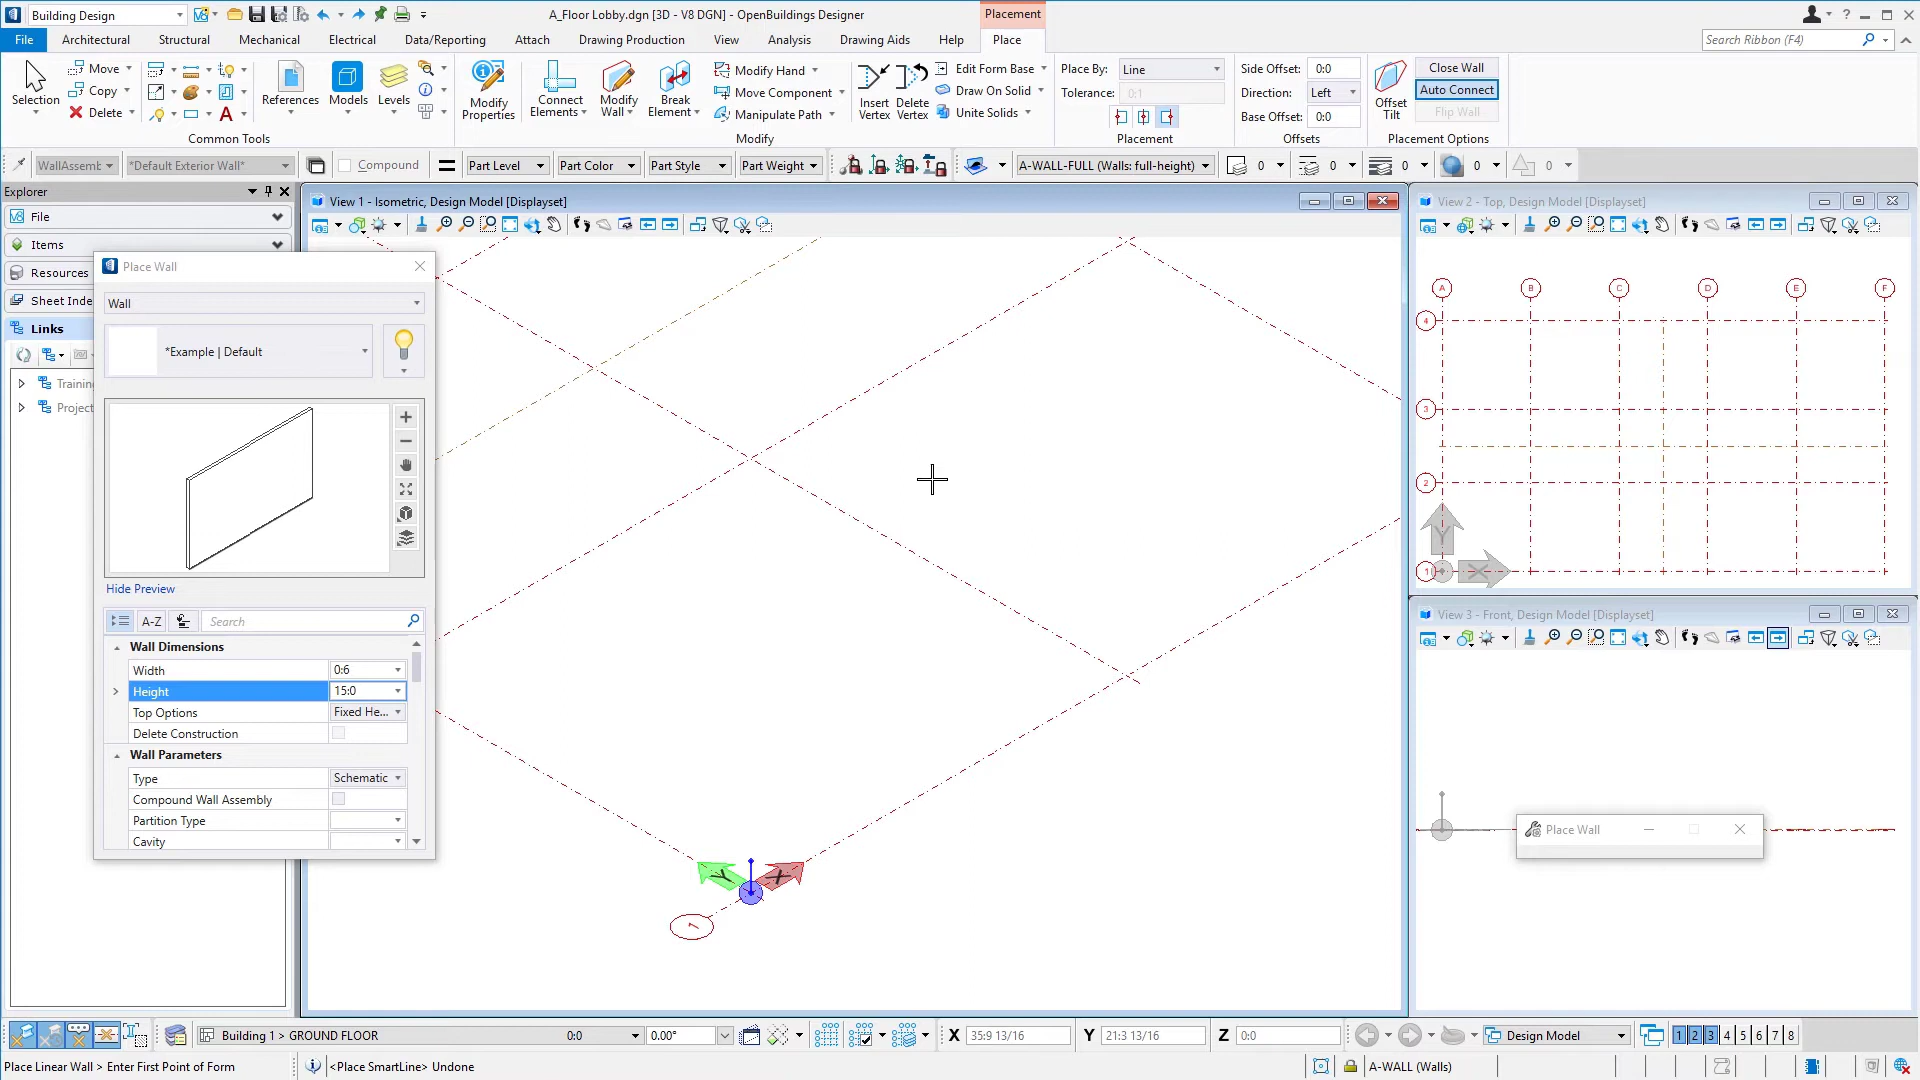 Building Design
A_Floor Lobby.dgn [3D - V8 DGN] - OpenBuildings Designer
Placement
File
Architectural
Structural
Mechanical
Electrical
Data/Reporting
Attach
Drawing Production
View
Analysis
Drawing Aids
Help
Place
Search Ribbon (F4)
Selection
Move
Copy
Delete
References
Models
Levels
Common Tools
Modify Properties
Connect Elements
Modify Wall
Break Element
Modify Hand
Modify Component
Manipulate Path
Modify
Insert Vertex
Delete Vertex
Edit Form Base
Draw On Solid
Unite Solids
Place By:
Line
Tolerance:
0:1
Placement
Side Offset:
0:0
Direction:
Left
Base Offset:
0:0
Offsets
Offset Tilt
Close Wall
Auto Connect
Flip Wall
Placement Options
WallAssemb
*Default Exterior Wall*
Compound
Part Level
Part Color
Part Style
Part Weight
A-WALL-FULL (Walls: full-height)
0
0
0
0
0
Explorer
File
Items
Resources
Sheet Inde
Links
Training
Project
View 1 - Isometric, Design Model [Displayset]
View 2 - Top, Design Model [Displayset]
A
B
C
D
E
F
4
3
2
1
Y
X
View 3 - Front, Design Model [Displayset]
Place Wall
Place Wall
Wall
*Example | Default
Hide Preview
A-Z
Search
Wall Dimensions
Width
0:6
Height
15:0
Top Options
Fixed He...
Delete Construction
Wall Parameters
Type
Schematic
Compound Wall Assembly
Partition Type
Cavity
Y
X
1
Building 1 > GROUND FLOOR
0:0
0.00°
X
35:9 13/16
Y
21:3 13/16
Z
0:0
Design Model
1 2 3 4 5 6 7 8
Place Linear Wall > Enter First Point of Form
<Place SmartLine> Undone
A-WALL (Walls)